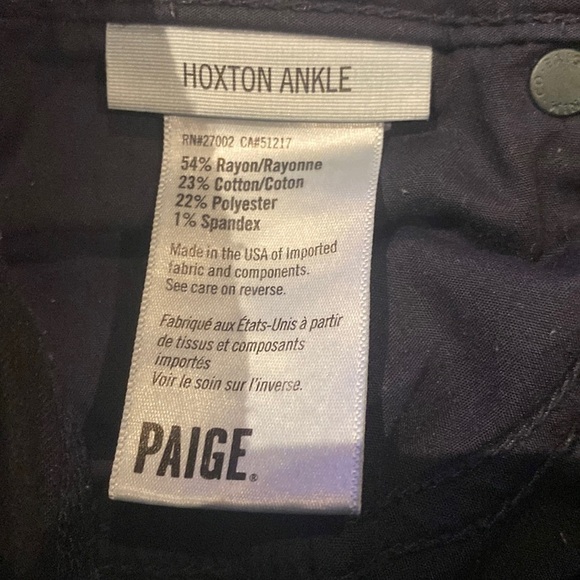 HOXTON ANKLE
RN#27002 CA#51217
54% Rayon/Rayonne
23% Cotton/Coton
22% Polyester
1% Spandex
Made in the USA of Imported
fabric and components.
See care on reverse.
Fabriqué aux États-Unis à partir
de tissus et composants
importés
Voir le soin sur l'inverse.
PAIGE®